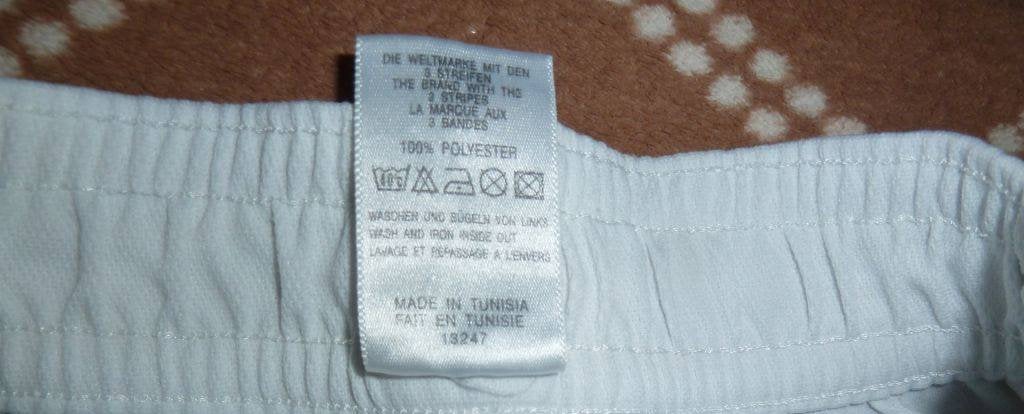 DIE WELTMARKE MIT DEN
3 STREIFEN
THE BRAND WITH THE
3 STRIPES
LA MARQUE AUX
3 BANDES
100% POLYESTER
WASCHEN UND BÜGELN VON LINKS
WASH AND IRON INSIDE OUT
LAVAGE ET REPASSAGE A L'ENVERS
MADE IN TUNISIA
FAIT EN TUNISIE
13247